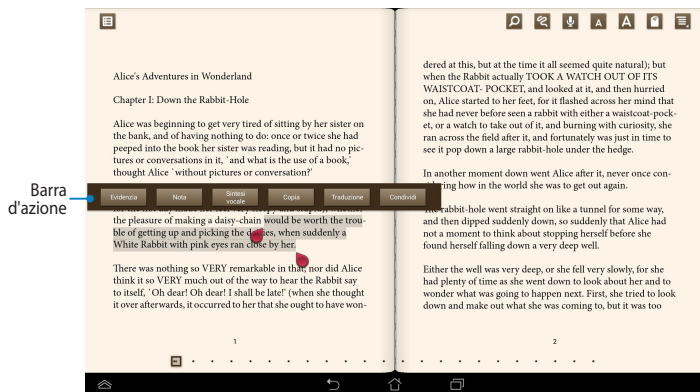 Alice's Adventures in Wonderland
Chapter I: Down the Rabbit-Hole
Alice was beginning to get very tired of sitting by her sister on
the bank, and of having nothing to do: once or twice she had
peeped into the book her sister was reading, but it had no pic-
tures or conversations in it, `and what is the use of a book,'
thought Alice `without pictures or conversation?'
Barra
d'azione
Evidenzia
Nota
Sintesi
vocale
Copia
Traduzione
Condividi
the pleasure of making a daisy-chain would be worth the trou-
ble of getting up and picking the daisies, when suddenly a
White Rabbit with pink eyes ran close by her.
There was nothing so VERY remarkable in that; nor did Alice
think it so VERY much out of the way to hear the Rabbit say
to itself, `Oh dear! Oh dear! I shall be late!' (when she thought
it over afterwards, it occurred to her that she ought to have won-
1
A
A
dered at this, but at the time it all seemed quite natural); but
when the Rabbit actually TOOK A WATCH OUT OF ITS
WAISTCOAT- POCKET, and looked at it, and then hurried
on, Alice started to her feet, for it flashed across her mind that
she had never before seen a rabbit with either a waistcoat-pock-
et, or a watch to take out of it, and burning with curiosity, she
ran across the field after it, and fortunately was just in time to
see it pop down a large rabbit-hole under the hedge.
In another moment down went Alice after it, never once con-
sidering how in the world she was to get out again.
The rabbit-hole went straight on like a tunnel for some way,
and then dipped suddenly down, so suddenly that Alice had
not a moment to think about stopping herself before she
found herself falling down a very deep well.
Either the well was very deep, or she fell very slowly, for she
had plenty of time as she went down to look about her and to
wonder what was going to happen next. First, she tried to look
down and make out what she was coming to, but it was too
2